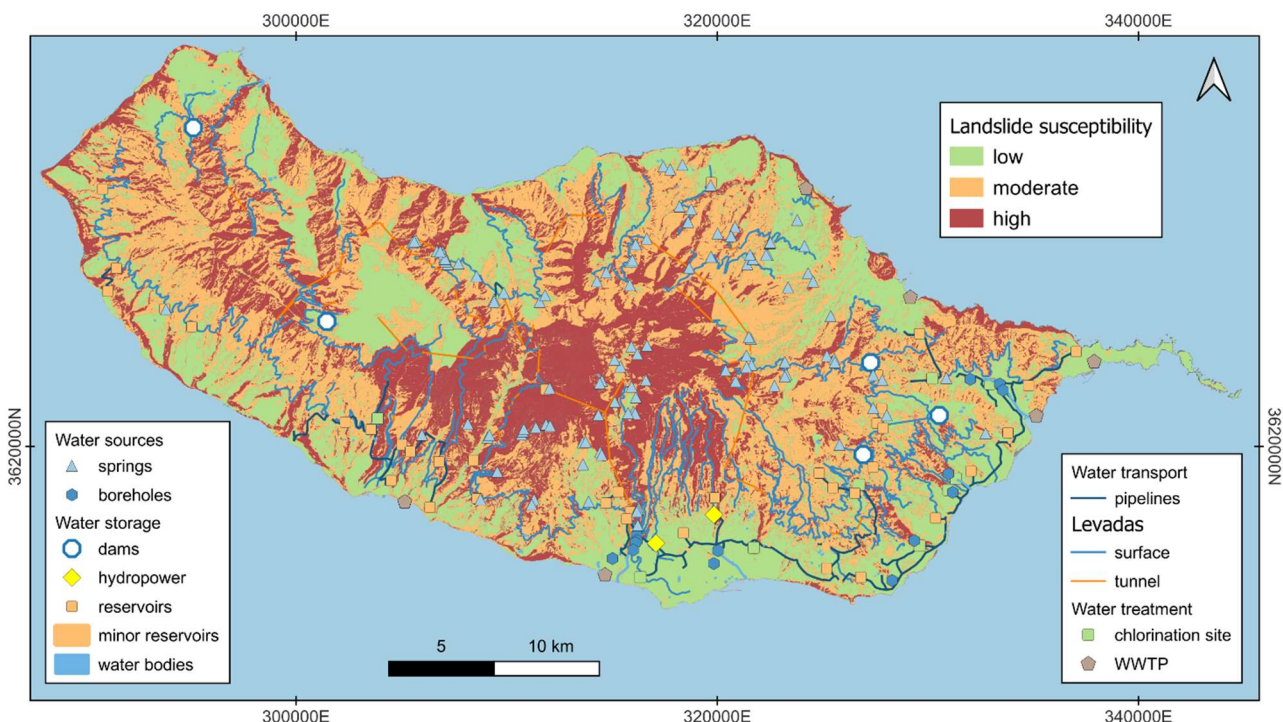 300000E
320000E
340000E
Landslide susceptibility
low
moderate
high
3620000N
3620000N
Water sources
springs
boreholes
Water storage
dams
hydropower
reservoirs
minor reservoirs
water bodies
Water transport
pipelines
Levadas
surface
tunnel
Water treatment
chlorination site
WWTP
5
10 km
300000E
320000E
340000E